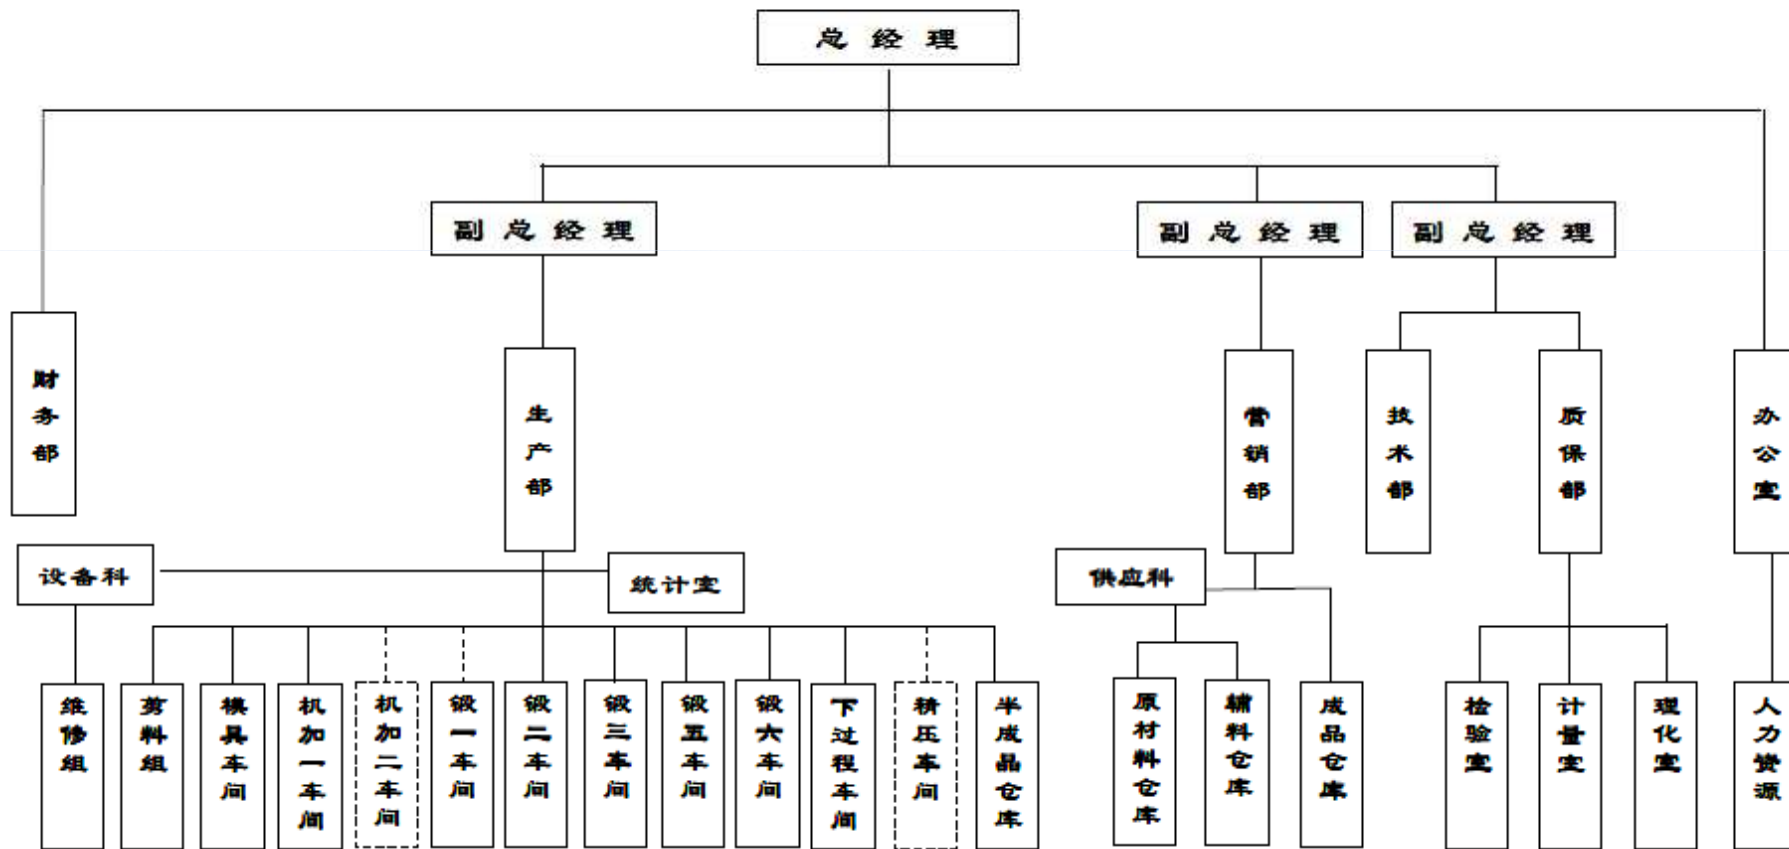 总经理
副总经理
副总经理
副总经理
财务部
生产部
营销部
技术部
质保部
办公室
设备科
统计室
供应科
维修组
剪料组
模具车间
机加一车间
机加二车间
锻一车间
锻二车间
锻三车间
锻五车间
锻六车间
下过程车间
精压车间
半成品仓库
原材料仓库
辅料仓库
成品仓库
检验室
计量室
理化室
人力资源